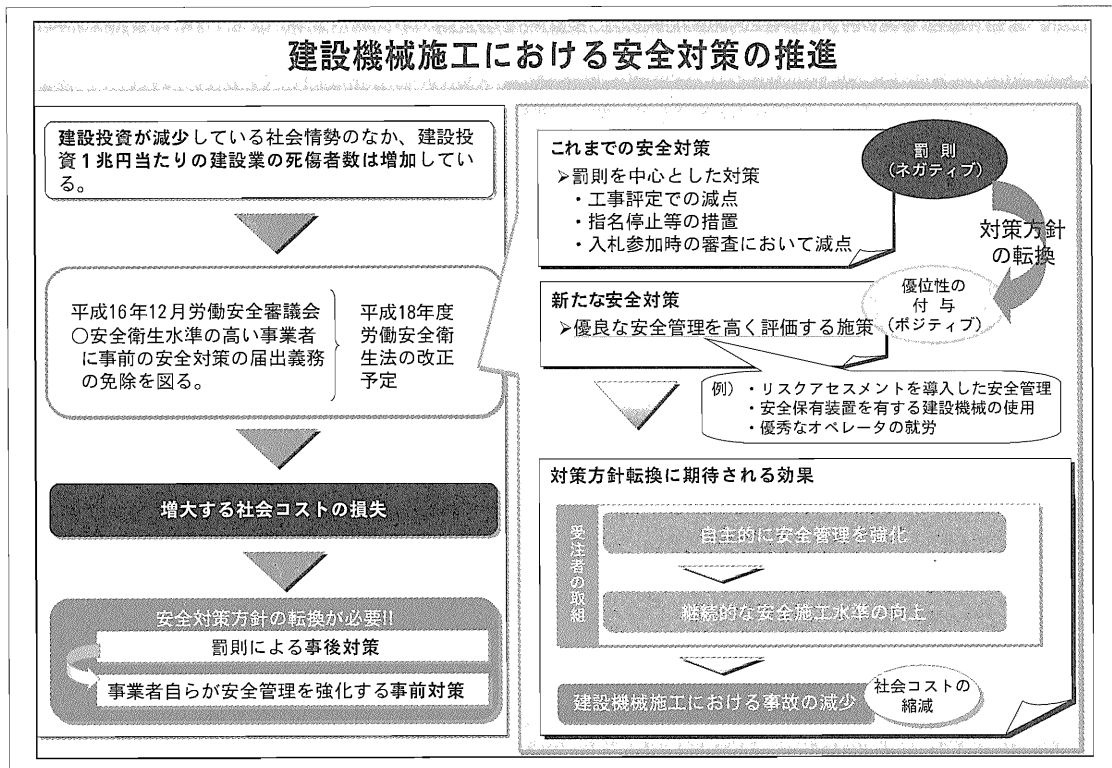 建設機械施工における安全対策の推進
建設投資が減少している社会情勢のなか、建設投
資1兆円当たりの建設業の死傷者数は増加してい
る。
平成16年12月労働安全審議会
○安全衛生水準の高い事業者
に事前の安全対策の届出義務
の免除を図る。
平成18年度
労働安全衛
生法の改正
予定
増大する社会コストの損失
安全対策方針の転換が必要!!
罰則による事後対策
事業者自らが安全管理を強化する事前対策
これまでの安全対策
➢罰則を中心とした対策
・工事評定での減点
・指名停止等の措置
・入札参加時の審査において減点
罰則
(ネガティブ)
対策方針
の転換
新たな安全対策
➢優良な安全管理を高く評価する施策
優位性の
付与
(ポジティブ)
例)・リスクアセスメントを導入した安全管理
・安全保有装置を有する建設機械の使用
・優秀なオペレータの就労
対策方針転換に期待される効果
受注者の取組
自主的に安全管理を強化
継続的な安全施工水準の向上
建設機械施工における事故の減少
社会コストの
縮減